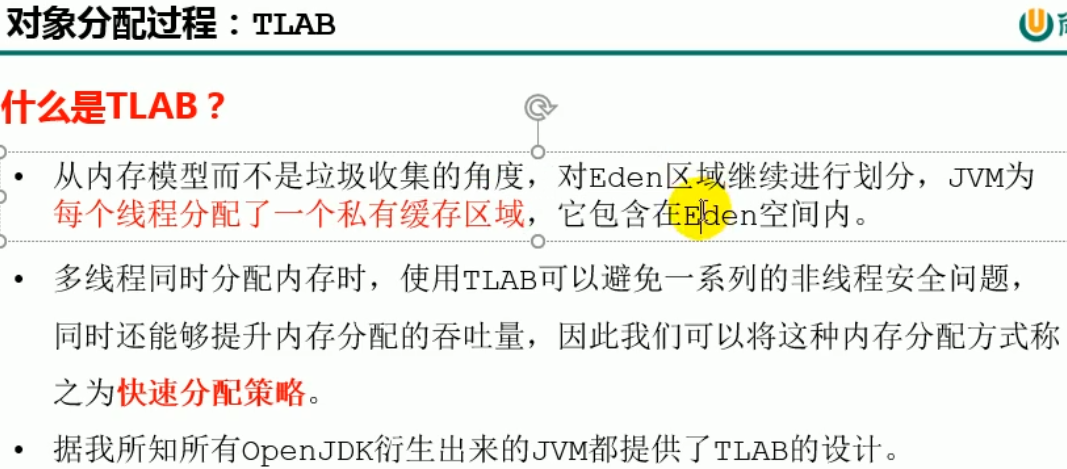 对象分配过程：TLAB
什么是TLAB？
• 从内存模型而不是垃圾收集的角度，对Eden区域继续进行划分，JVM为
每个线程分配了一个私有缓存区域，它包含在Eden空间内。
• 多线程同时分配内存时，使用TLAB可以避免一系列的非线程安全问题，
同时还能够提升内存分配的吞吐量，因此我们可以将这种内存分配方式称
之为快速分配策略。
• 据我所知所有OpenJDK衍生出来的JVM都提供了TLAB的设计。